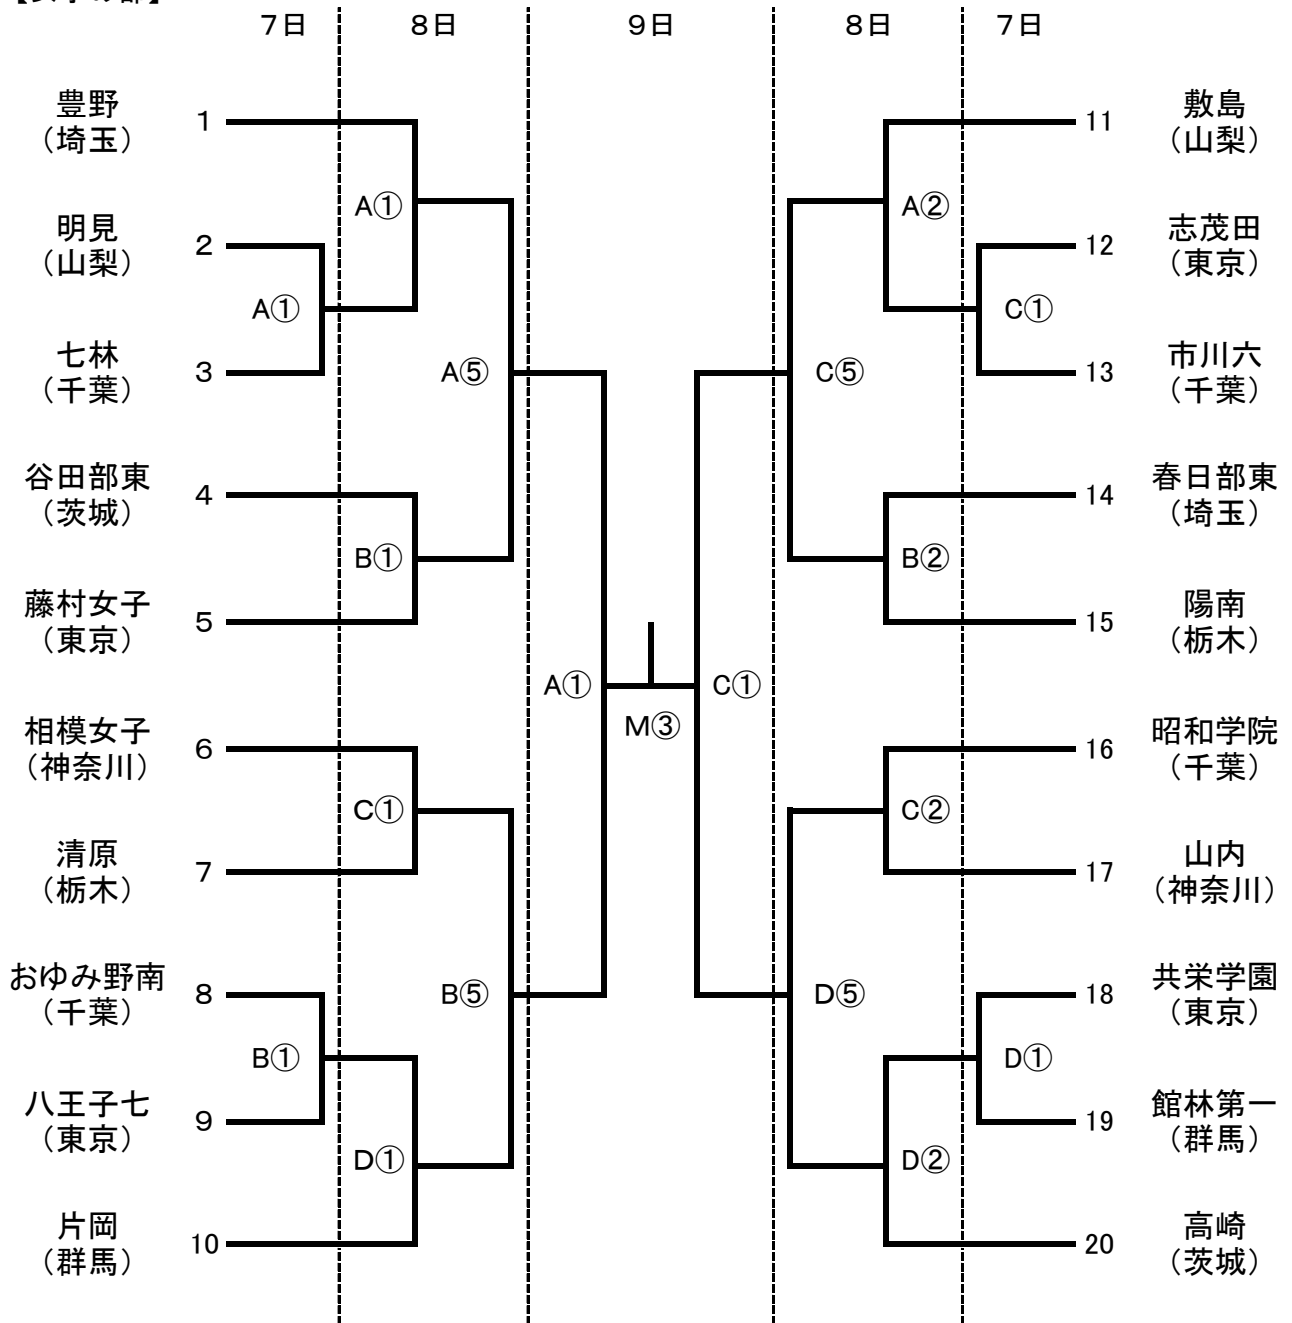 7日 8日 9日 8日 7日
豊野
（埼玉）
1
明見
（山梨）
2
七林
（千葉）
3
谷田部東
（茨城）
4
藤村女子
（東京）
5
相模女子
（神奈川）
6
清原
（栃木）
7
おゆみ野南
（千葉）
8
八王子七
（東京）
9
片岡
（群馬）
10
A①
B①
A①
B①
C①
D①
A⑤
B⑤
A①
M③
C①
C⑤
D⑤
A②
B②
C②
D②
C①
D①
11
敷島
（山梨）
12
志茂田
（東京）
13
市川六
（千葉）
14
春日部東
（埼玉）
15
陽南
（栃木）
16
昭和学院
（千葉）
17
山内
（神奈川）
18
共栄学園
（東京）
19
館林第一
（群馬）
20
高崎
（茨城）